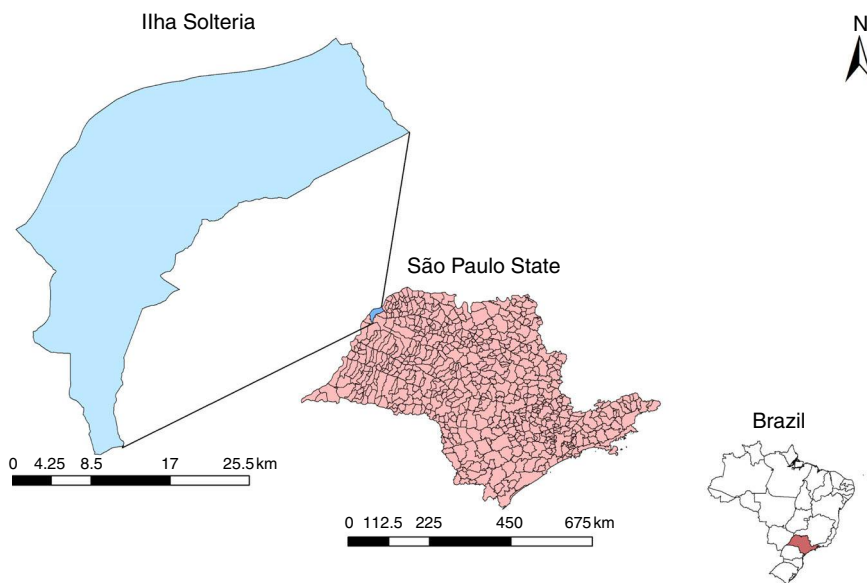 Ilha Solteria
N
São Paulo State
0 4.25 8.5 17 25.5 km
Brazil
0 112.5 225 450 675 km